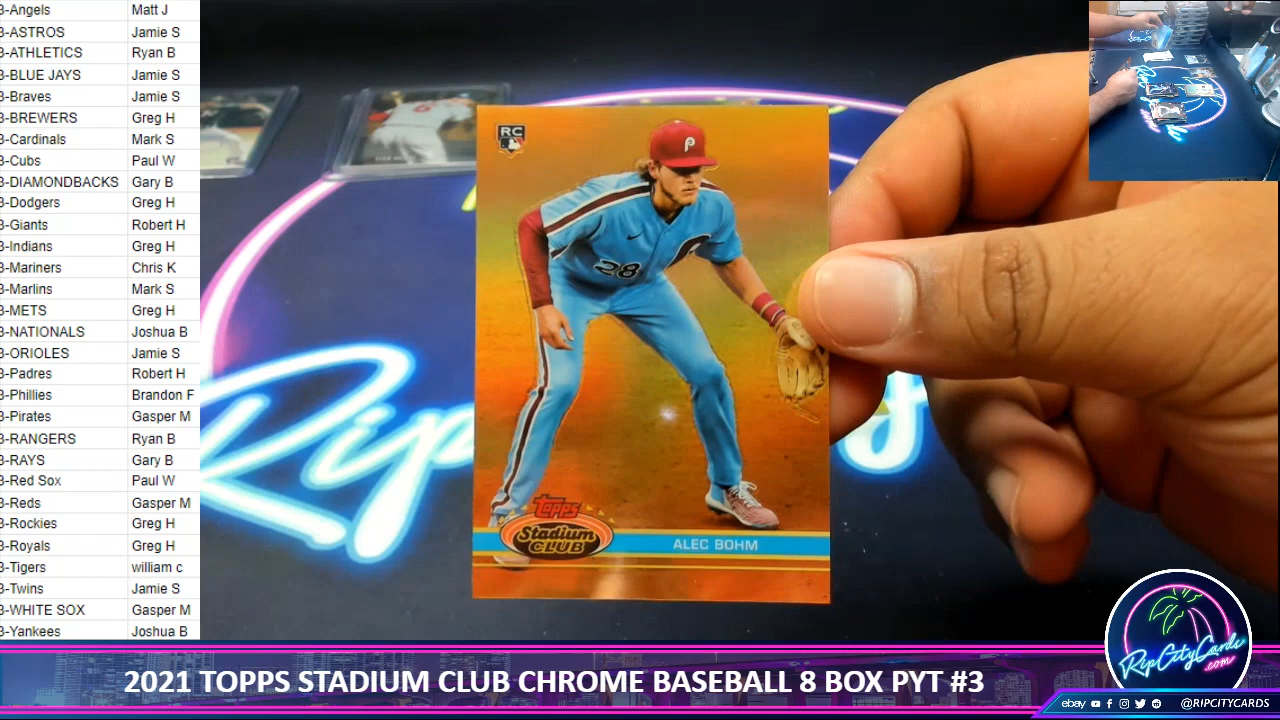 3-Angels Matt J
3-ASTROS Jamie S
3-ATHLETICS Ryan B
3-BLUE JAYS Jamie S
3-Braves Jamie S
3-BREWERS Greg H
3-Cardinals Mark S
3-Cubs Paul W
3-DIAMONDBACKS Gary B
3-Dodgers Greg H
3-Giants Robert H
3-Indians Greg H
3-Mariners Chris K
3-Marlins Mark S
3-METS Greg H
3-NATIONALS Joshua B
3-ORIOLES Jamie S
3-Padres Robert H
3-Phillies Brandon F
3-Pirates Gasper M
3-RANGERS Ryan B
3-RAYS Gary B
3-Red Sox Paul W
3-Reds Gasper M
3-Rockies Greg H
3-Royals Greg H
3-Tigers william c
3-Twins Jamie S
3-WHITE SOX Gasper M
3-Yankees Joshua B
RC
P
28
Topps
Stadium
CLUB
ALEC BOHM
Rip
RipCityCards
.com
2021 TOPPS STADIUM CLUB CHROME BASEBALL 8 BOX PYT #3
ebay @RIPCITYCARDS